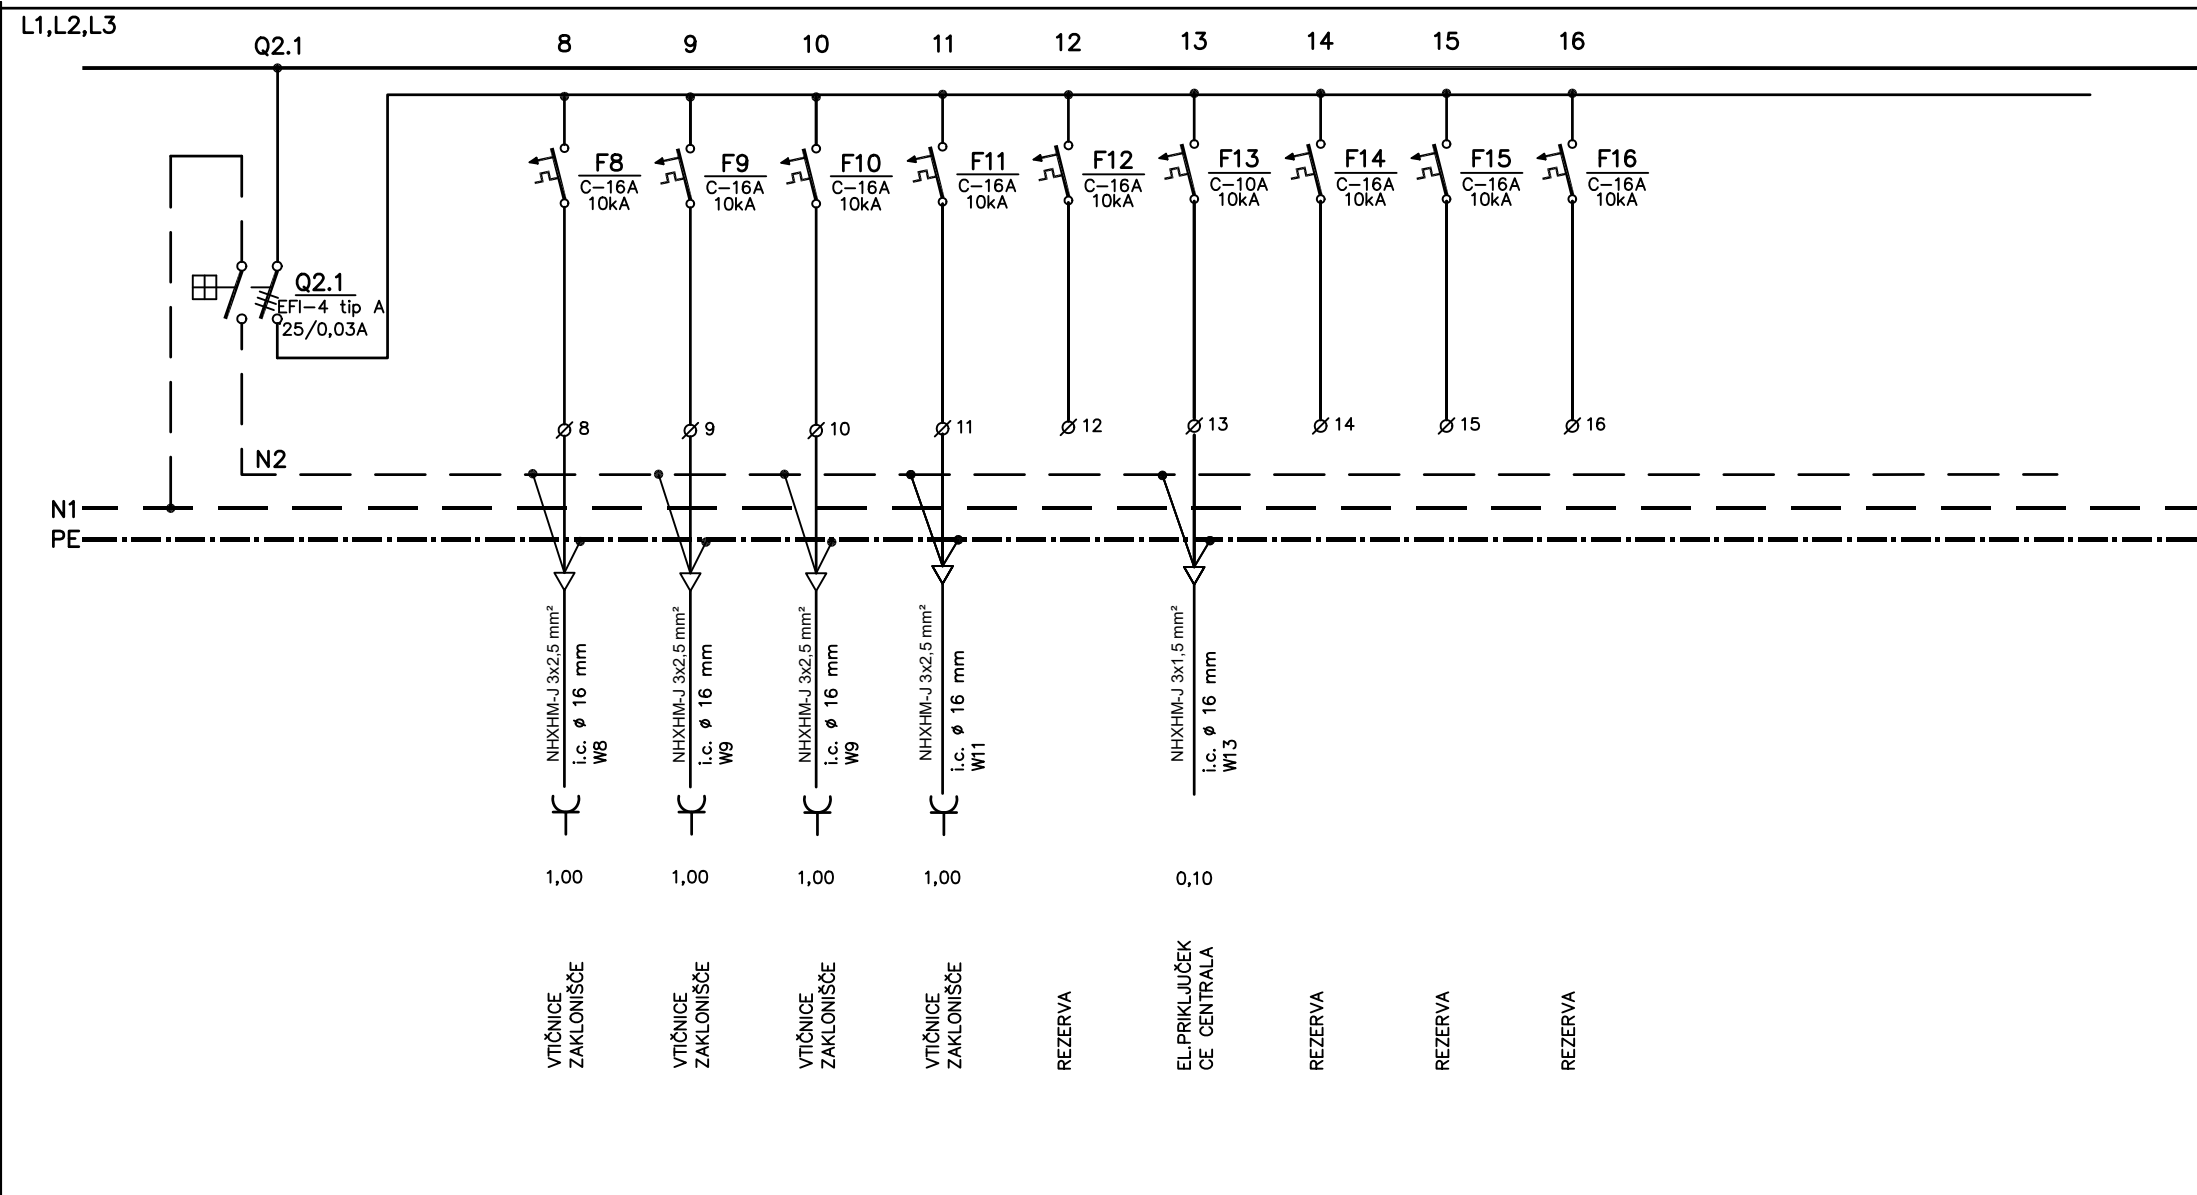 L1,L2,L3
Q2.1
8
9
10
11
12
13
14
15
16
F8
C-16A
10kA
F9
C-16A
10kA
F10
C-16A
10kA
F11
C-16A
10kA
F12
C-16A
10kA
F13
C-10A
10kA
F14
C-16A
10kA
F15
C-16A
10kA
F16
C-16A
10kA
Q2.1
EFI-4 tip A
25/0,03A
8
9
10
11
12
13
14
15
16
N2
N1
PE
NHXHM-J 3x2,5 mm²
i.c. ø 16 mm
W8
NHXHM-J 3x2,5 mm²
i.c. ø 16 mm
W9
NHXHM-J 3x2,5 mm²
i.c. ø 16 mm
W9
NHXHM-J 3x2,5 mm²
i.c. ø 16 mm
W11
NHXHM-J 3x1,5 mm²
i.c. ø 16 mm
W13
1,00
1,00
1,00
1,00
0,10
VTIČNICE
ZAKLONIŠČE
VTIČNICE
ZAKLONIŠČE
VTIČNICE
ZAKLONIŠČE
VTIČNICE
ZAKLONIŠČE
REZERVA
EL.PRIKLJUČEK
CE CENTRALA
REZERVA
REZERVA
REZERVA